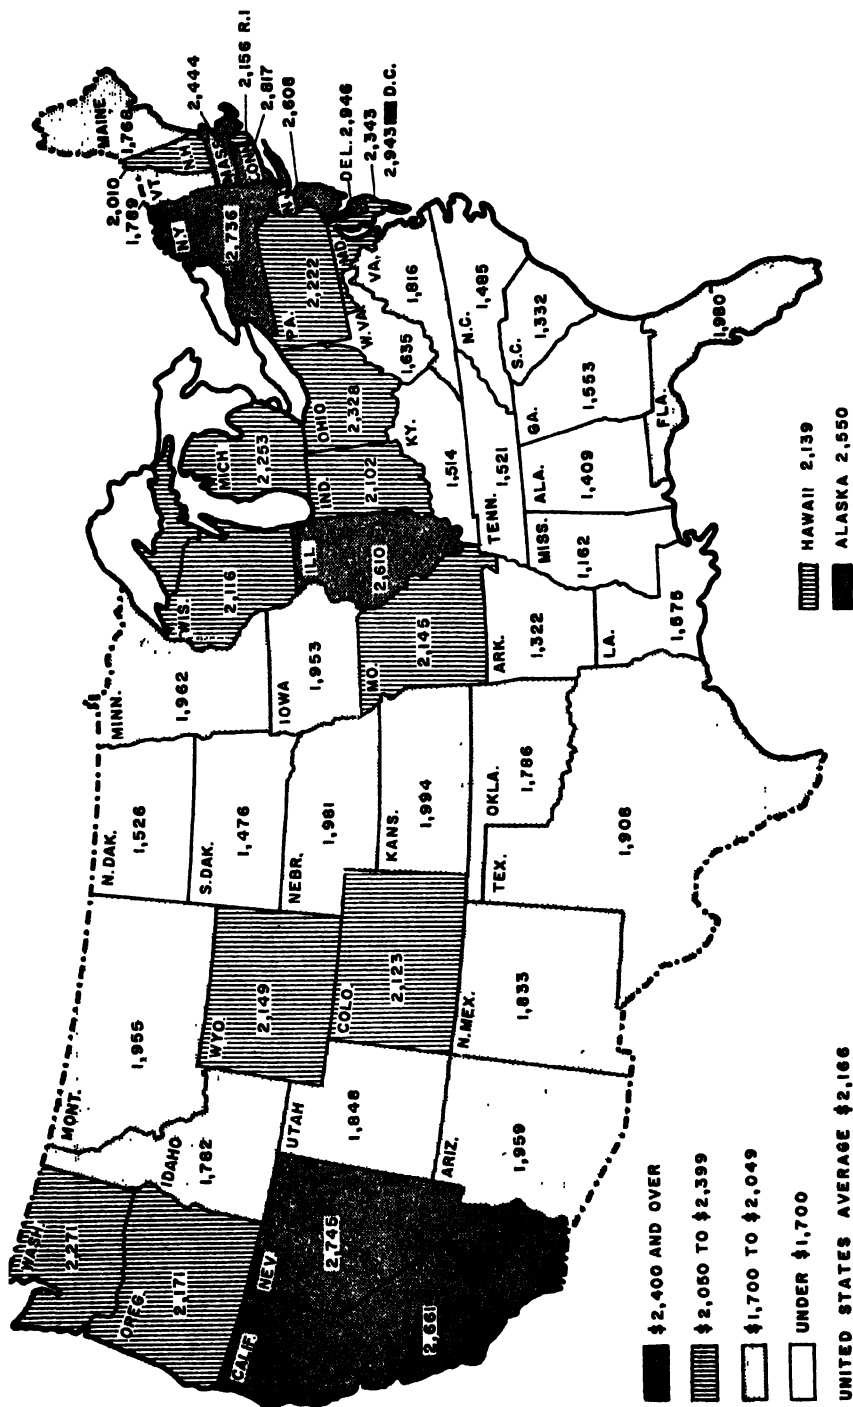 WASH.
2,271
OREG.
2,171
CALIF.
2,661
NEV.
2,745
IDAHO
1,782
MONT.
1,955
WYO.
2,149
UTAH
1,848
COLO.
2,123
ARIZ.
1,959
N.MEX.
1,833
N.DAK.
1,526
S.DAK.
1,476
NEBR.
1,981
KANS.
1,994
OKLA.
1,786
TEX.
1,908
MINN.
1,962
IOWA
1,953
MO.
2,145
ARK.
1,322
LA.
1,575
WIS.
2,116
ILL
2,610
MICH
2,253
IND.
2,102
OHIO
2,328
KY.
1,514
TENN.
1,521
MISS.
1,162
ALA.
1,409
GA.
1,553
FLA.
1,980
S.C.
1,332
N.C.
1,485
VA.
1,816
W.VA.
1,635
PA.
2,222
N.Y.
2,736
VT.
1,789
2,010
N.H.
MAINE
1,768
MASS.
2,444
2,156 R.I
CONN.
2,817
N.J.
2,608
DEL. 2,946
MD.
2,343
2,943 D.C.
$2,400 AND OVER
$2,050 TO $2,399
$1,700 TO $2,049
UNDER $1,700
UNITED STATES AVERAGE $2,166
HAWAII 2,139
ALASKA 2,550